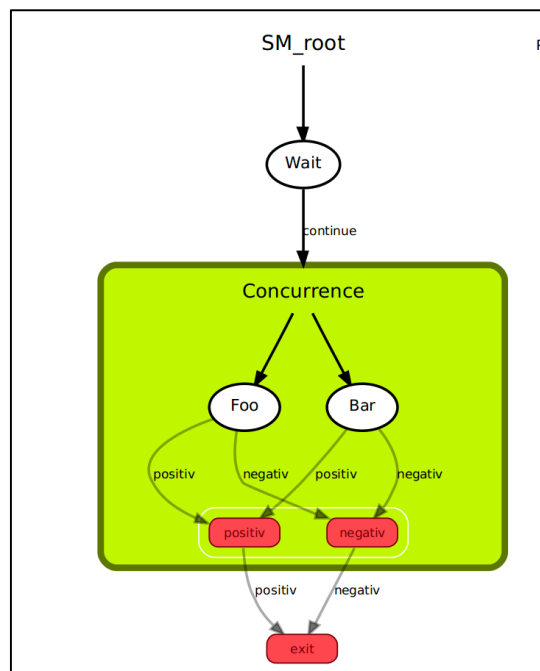 SM_root
Wait
continue
Concurrence
Foo
Bar
positiv
negativ
positiv
negativ
positiv
negativ
positiv
negativ
exit